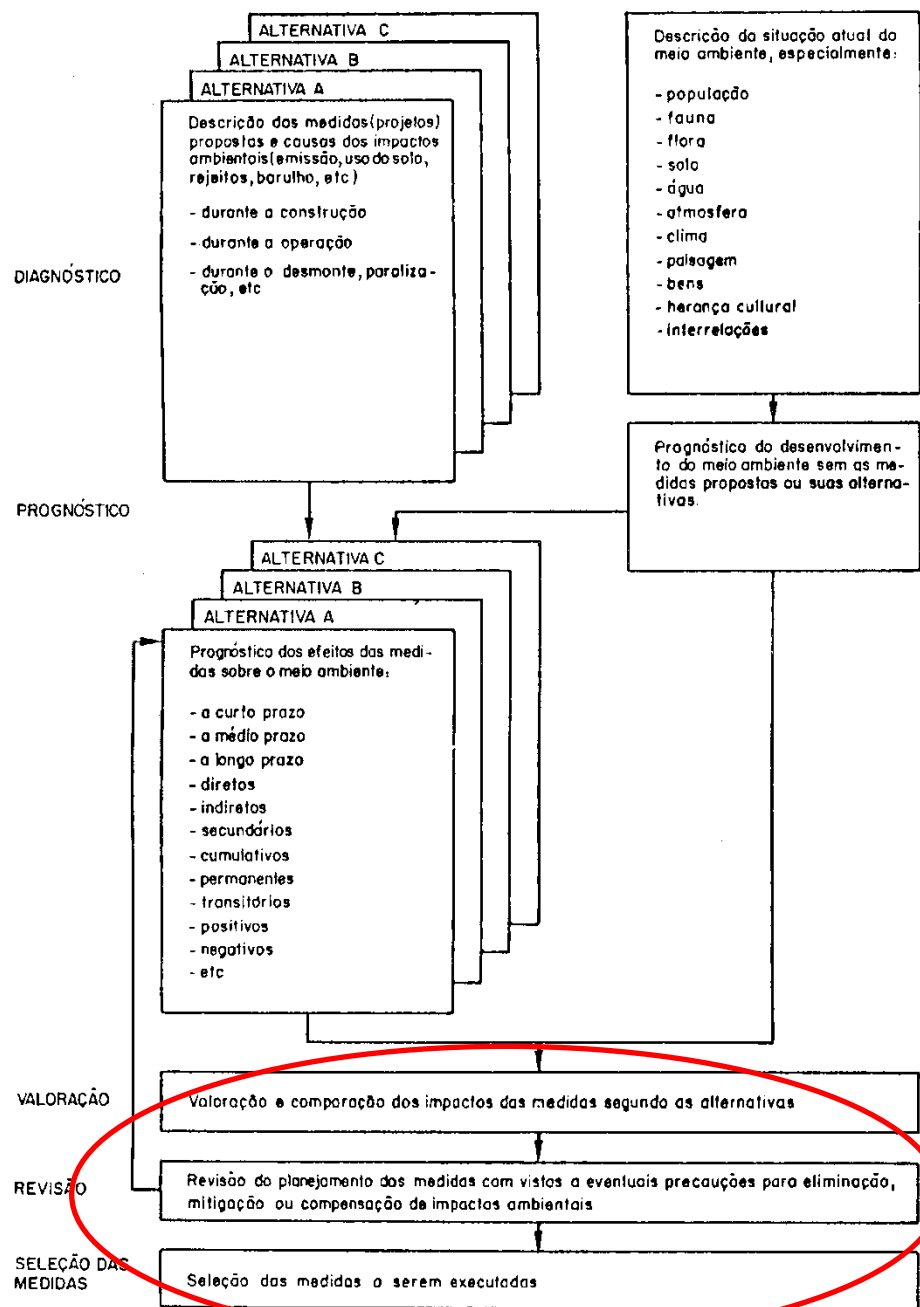 ALTERNATIVA C
ALTERNATIVA B
ALTERNATIVA A
Descrição das medidas (projetos)
propostas e causas dos impactos
ambientais (emissão, uso do solo,
rejeitos, barulho, etc)
- durante a construção
- durante a operação
- durante o desmonte, paraliza-
ção, etc
Descrição da situação atual do
meio ambiente, especialmente:
- população
- fauna
- flora
- solo
- água
- atmosfera
- clima
- paisagem
- bens
- herança cultural
- interrelações
DIAGNÓSTICO
Prognóstico do desenvolvimen-
to do meio ambiente sem as me-
didas propostas ou suas alterna-
tivas.
PROGNÓSTICO
ALTERNATIVA C
ALTERNATIVA B
ALTERNATIVA A
Prognóstico dos efeitos das medi-
das sobre o meio ambiente:
- a curto prazo
- a médio prazo
- a longo prazo
- diretos
- indiretos
- secundários
- cumulativos
- permanentes
- transitórios
- positivos
- negativos
- etc
VALORAÇÃO
Valoração e comparação dos impactos das medidas segundo as alternativas
REVISÃO
Revisão do planejamento das medidas com vistas a eventuais precauções para eliminação,
mitigação ou compensação de impactos ambientais
SELEÇÃO DAS
MEDIDAS
Seleção das medidas a serem executadas